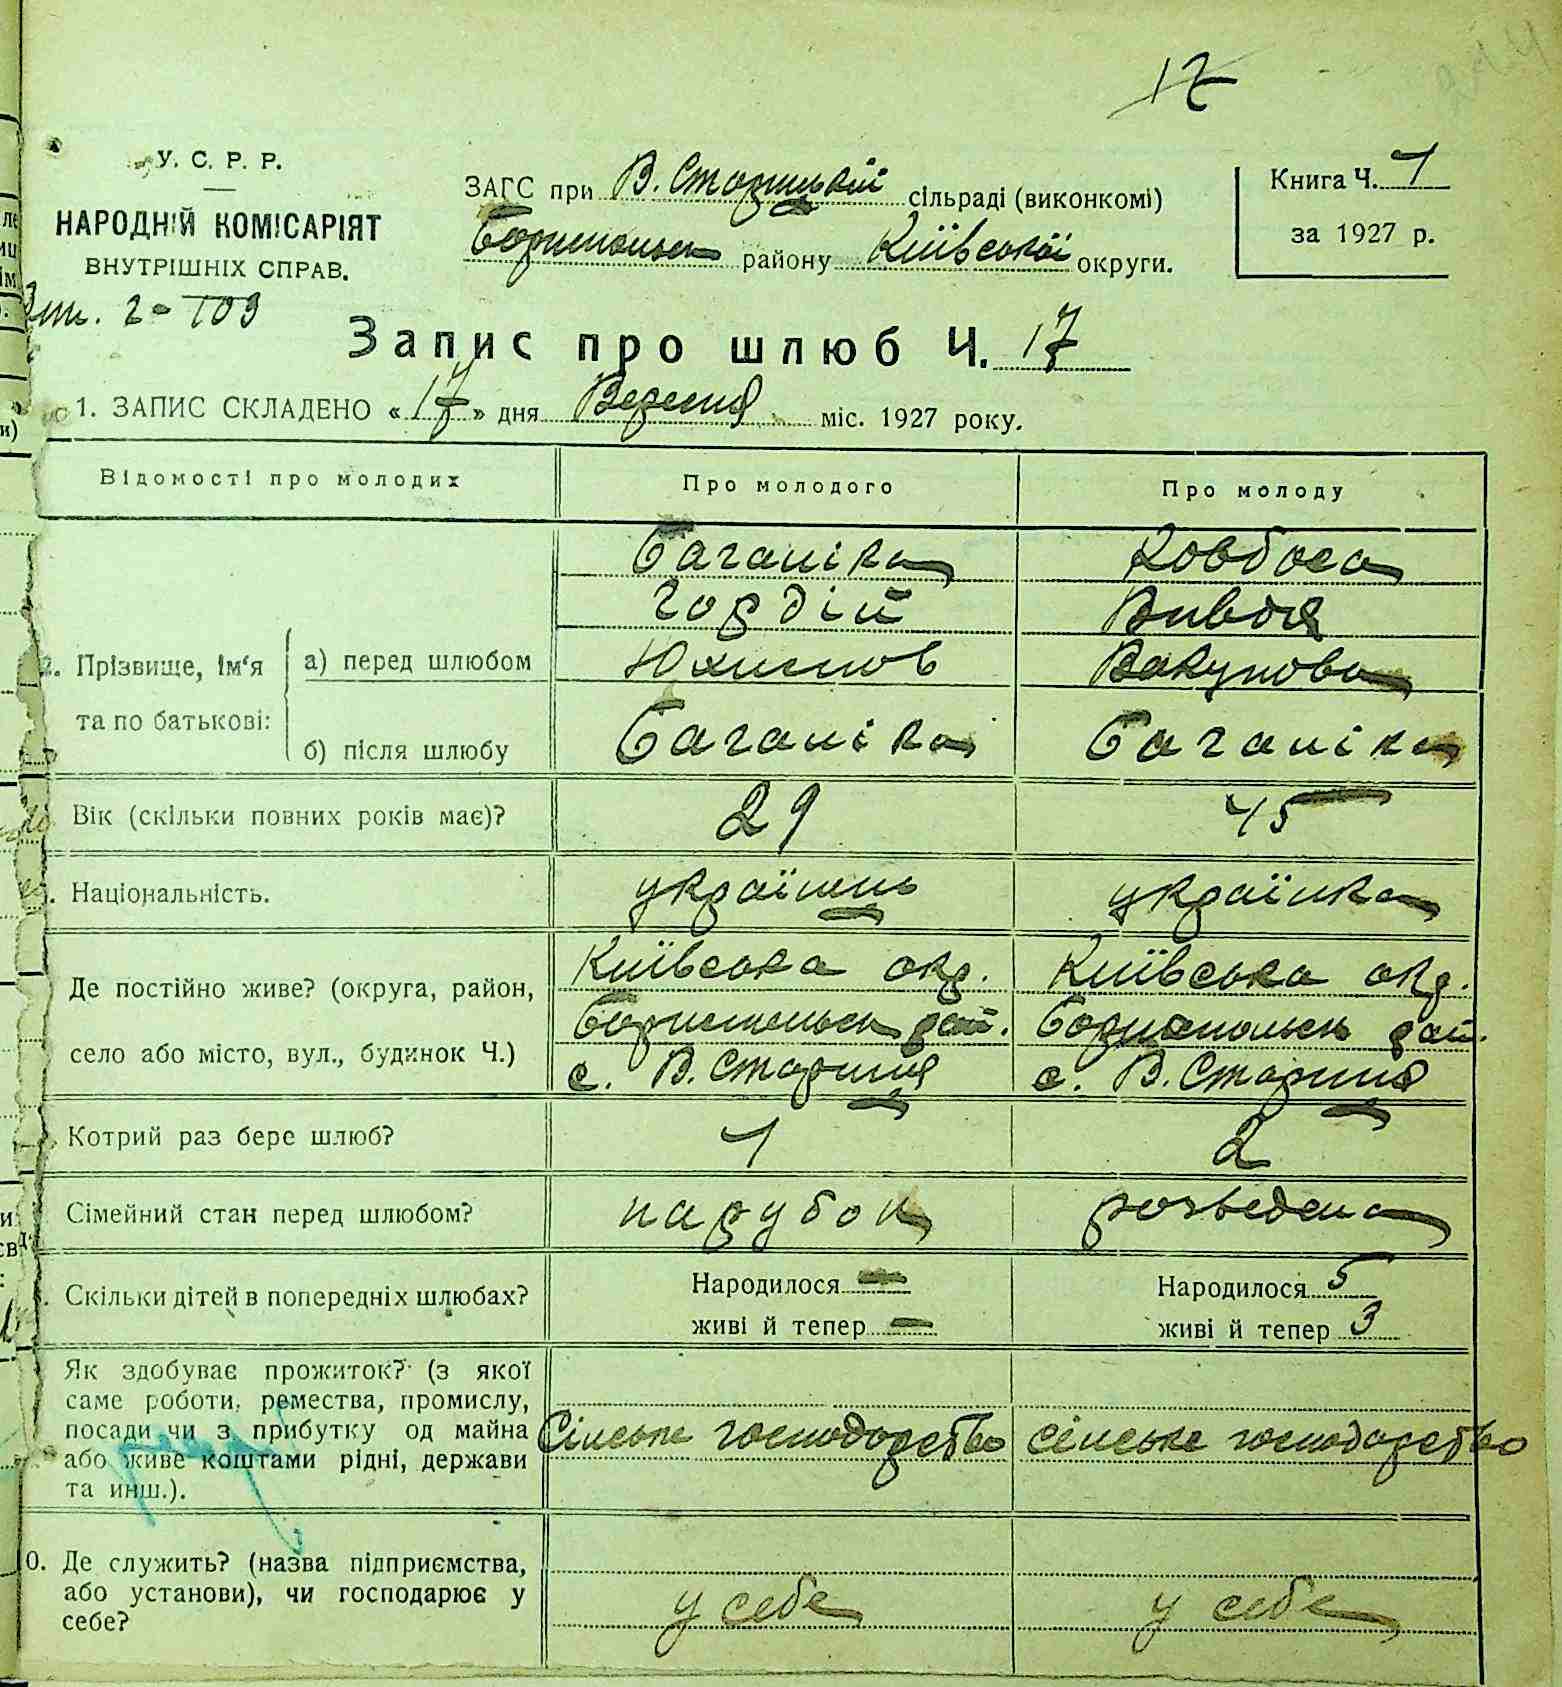 17
У. С. Р. Р.
НАРОДНІЙ КОМІСАРІЯТ
ВНУТРІШНІХ СПРАВ.
ЗАГС при В. Старицькій сільраді (виконкомі)
Бориспольск району Київської округи.
Книга Ч. 1
за 1927 р.
Запис про шлюб Ч. 17
1. ЗАПИС СКЛАДЕНО « 17 » дня Вересня міс. 1927 року.
Відомості про молодих Про молодого Про молоду
Багаліка Ковбаса
Гордій Вивдя
2. Прізвище, ім'я а) перед шлюбом Юхимов Вакулова
та по батькові: б) після шлюбу Багаліка Багаліка
Вік (скільки повних років має)? 29 45
Національність. українець українка
Київська окр. Київська окр.
Де постійно живе? (округа, район, Бориспольск рай. Бориспольск рай.
село або місто, вул., будинок Ч.) с. В. Стариця с. В. Стариця
Котрий раз бере шлюб? 1 2
Сімейний стан перед шлюбом? парубок розведена
Скільки дітей в попередніх шлюбах? Народилося — Народилося 5
живі й тепер — живі й тепер 3
Як здобуває прожиток? (з якої
саме роботи, ремества, промислу,
посади чи з прибутку од майна Сільське господарство сільське господарство
або живе коштами рідні, держави
та инш.).
0. Де служить? (назва підприємства,
або установи), чи господарює у у себе у себе
себе?